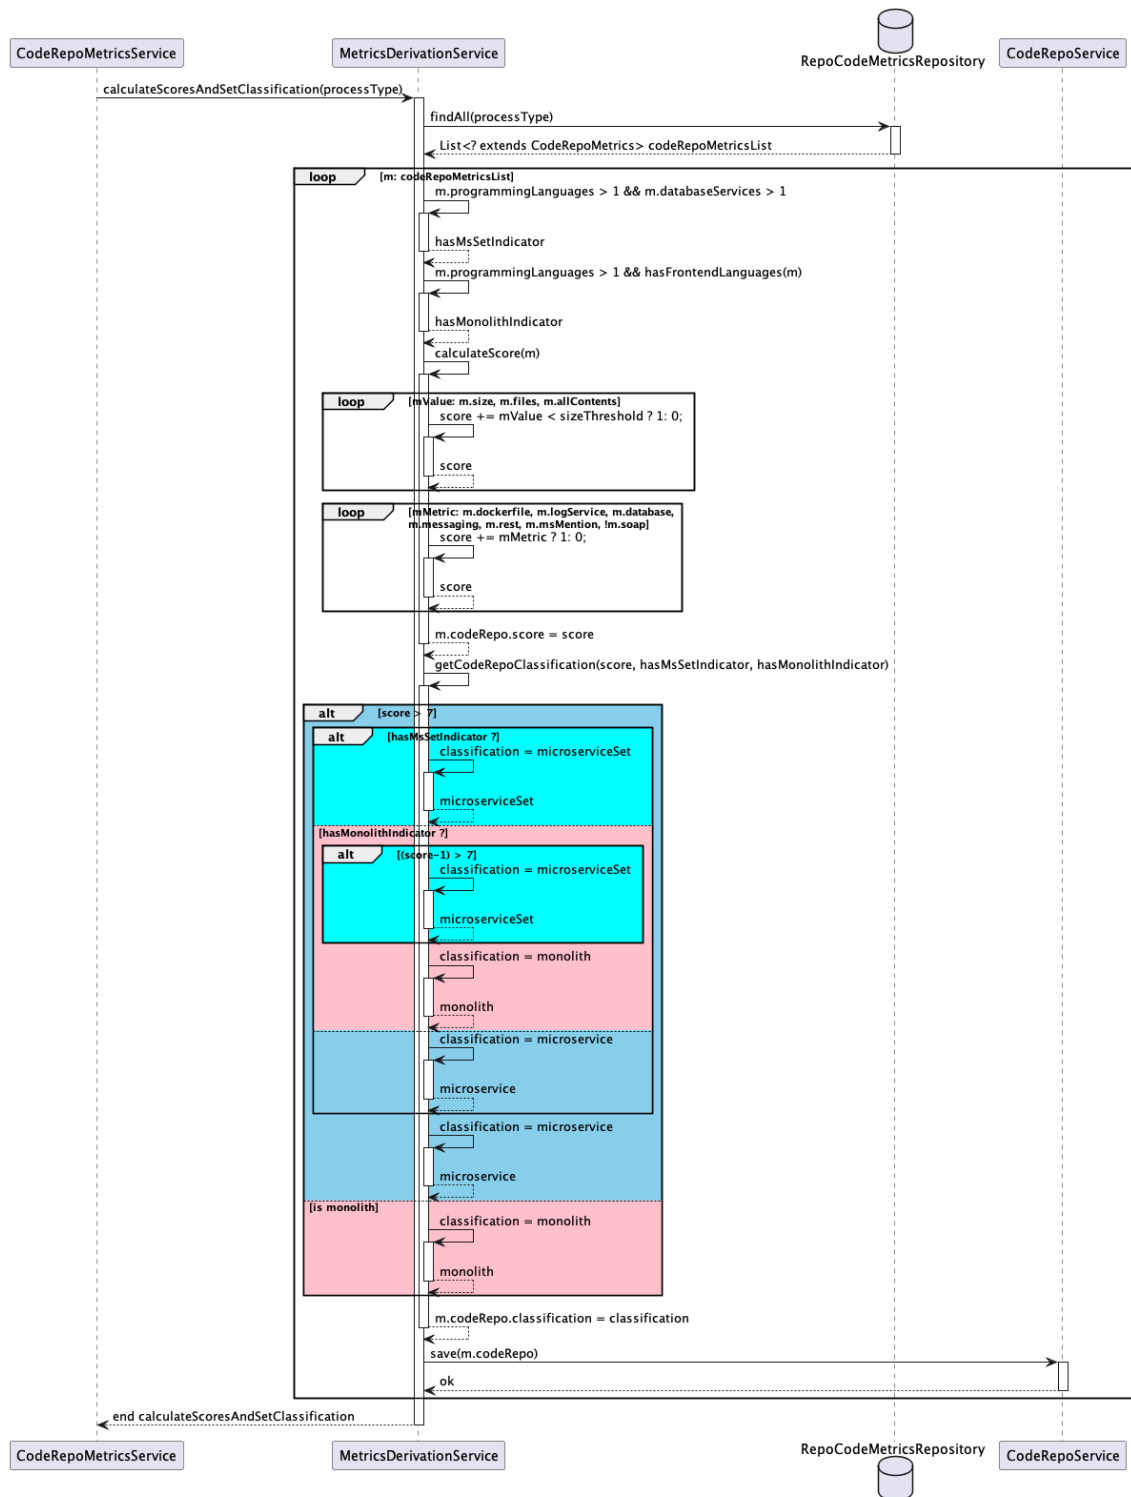 CodeRepoMetricsService
MetricsDerivationService
RepoCodeMetricsRepository
CodeRepoService
calculateScoresAndSetClassification(processType)
findAll(processType)
List<? extends CodeRepoMetrics> codeRepoMetricsList
loop [m: codeRepoMetricsList]
m.programmingLanguages > 1 && m.databaseServices > 1
hasMsSetIndicator
m.programmingLanguages > 1 && hasFrontendLanguages(m)
hasMonolithIndicator
calculateScore(m)
loop [mValue: m.size, m.files, m.allContents]
score += mValue < sizeThreshold ? 1: 0;
score
loop [mMetric: m.dockerfile, m.logService, m.database,
m.messaging, m.rest, m.msMention, !m.soap]
score += mMetric ? 1: 0;
score
m.codeRepo.score = score
getCodeRepoClassification(score, hasMsSetIndicator, hasMonolithIndicator)
alt [score > 7]
alt [hasMsSetIndicator ?]
classification = microserviceSet
microserviceSet
[hasMonolithIndicator ?]
alt [(score-1) > 7]
classification = microserviceSet
microserviceSet
classification = monolith
monolith
classification = microservice
microservice
classification = microservice
microservice
[is monolith]
classification = monolith
monolith
m.codeRepo.classification = classification
save(m.codeRepo)
ok
end calculateScoresAndSetClassification
CodeRepoMetricsService
MetricsDerivationService
RepoCodeMetricsRepository
CodeRepoService